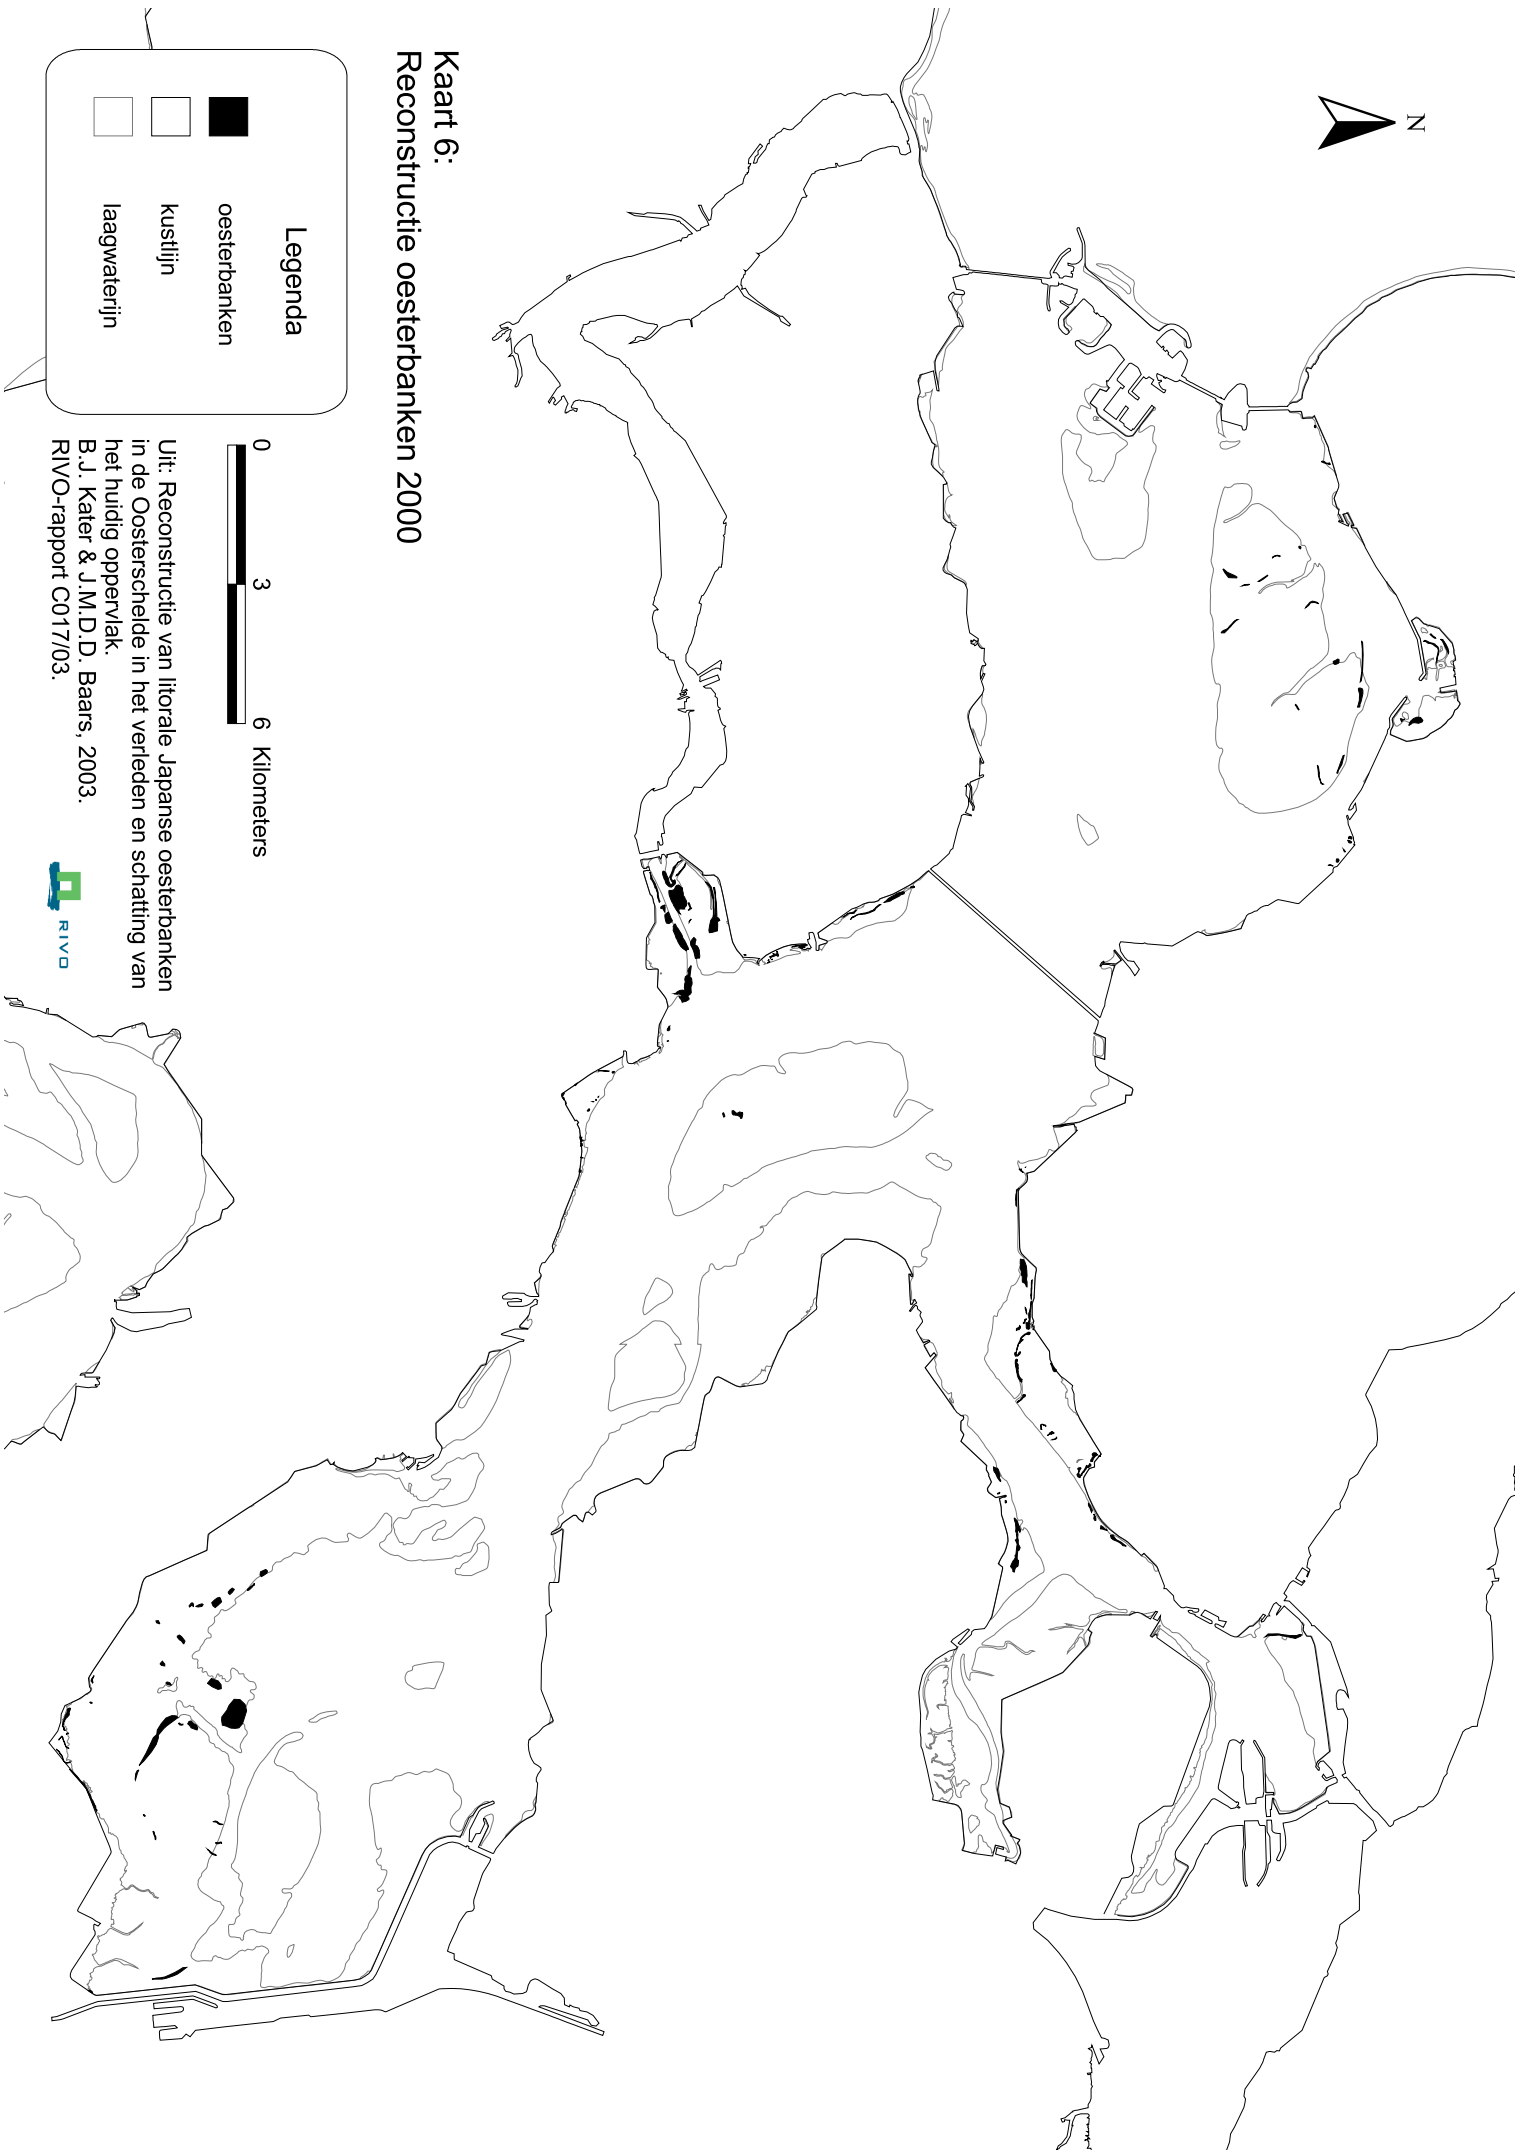 Kaart 6:
Reconstructie oesterbanken 2000
N
Legenda
oesterbanken
kustlijn
laagwaterijn
0 3 6 Kilometers
Uit: Reconstructie van litorale Japanse oesterbanken
in de Oosterschelde in het verleden en schatting van
het huidig oppervlak.
B.J. Kater & J.M.D.D. Baars, 2003.
RIVO-rapport C017/03.
RIVO